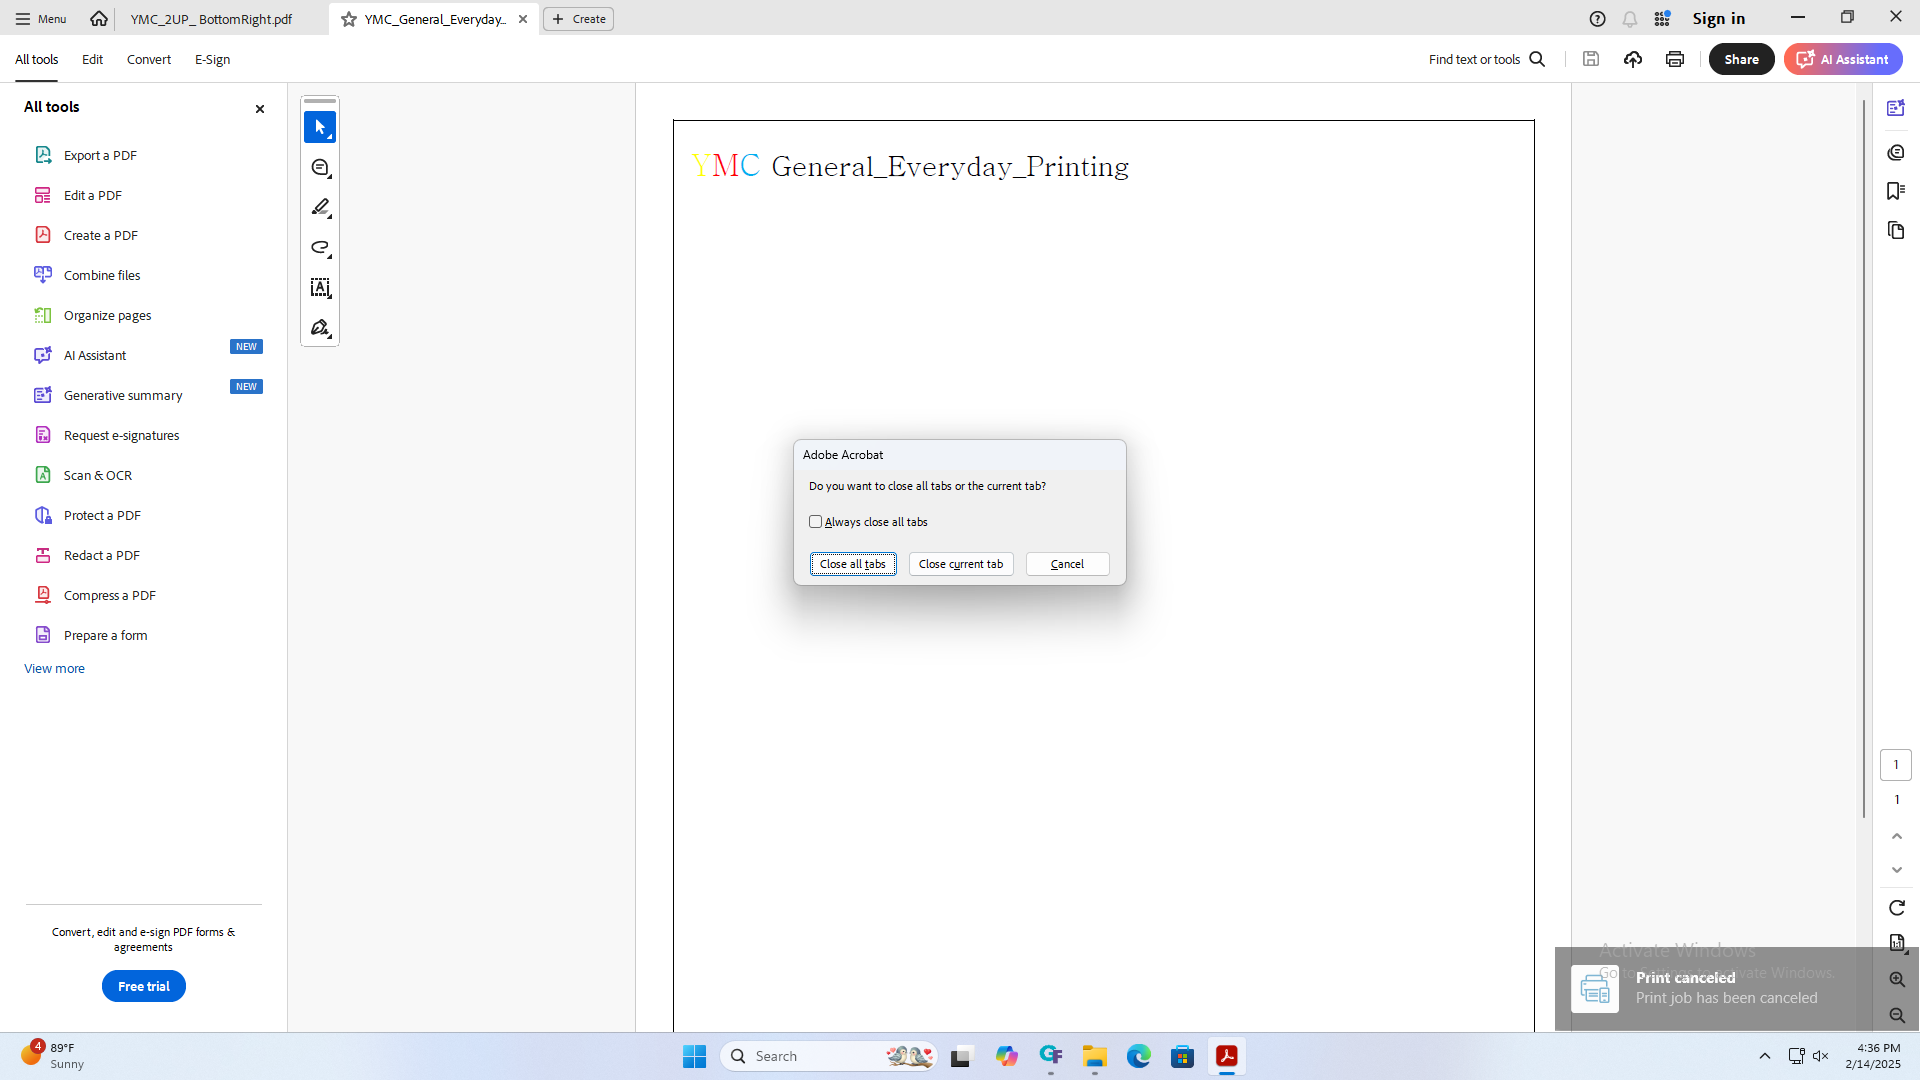 Menu
YMC_2UP_ BottomRight.pdf
YMC_General_Everyday...
Create
Sign in
All tools
Edit
Convert
E-Sign
Find text or tools
Share
AI Assistant
All tools
Export a PDF
Edit a PDF
Create a PDF
Combine files
Organize pages
AI Assistant
NEW
Generative summary
NEW
Request e-signatures
Scan & OCR
Protect a PDF
Redact a PDF
Compress a PDF
Prepare a form
View more
Convert, edit and e-sign PDF forms &
agreements
Free trial
YMC General_Everyday_Printing
Adobe Acrobat
Do you want to close all tabs or the current tab?
Always close all tabs
Close all tabs
Close current tab
Cancel
1
1
Activate Windows
Go to Settings to activate Windows.
Print canceled
Print job has been canceled
4
89°F
Sunny
Search
4:36 PM
2/14/2025